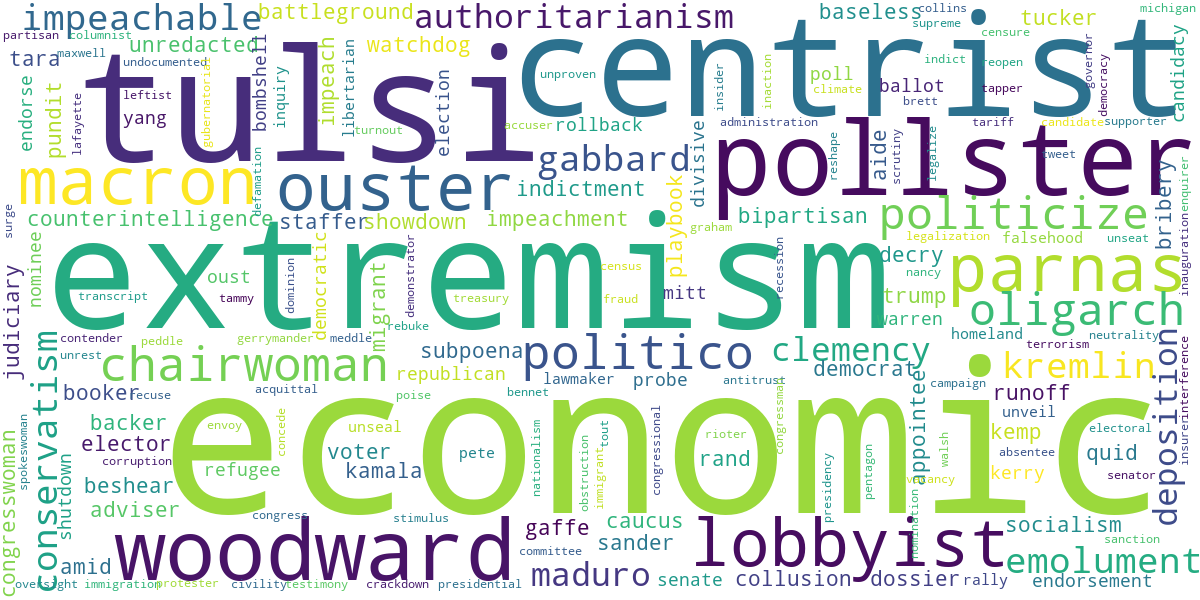 impeachable
battleground
authoritarianism
baseless
collins
supreme
tucker
michigan
partisan
columnist
unredacted
watchdog
tulsi
centrist
censure
candidacy
tara
maxwell
undocumented
bombshell
inquiry
impeach
libertarian
election
unproven
insider
inaction
poll
climate
ballot
brett
indict
reopen
tapper
governor
democracy
endorse
pundit
lafayette
leftist
yang
gubernatorial
turnout
accuser
rollback
administration
tariff
candidate
supporter
pollster
gabbard
divisive
reshape
aide
scrutiny
legalize
tweet
macron
defamation
ouster
indictment
bribery
enquirer
counterintelligence
staffer
showdown
impeachment
playbook
graham
bipartisan
politicize
legalization
falsehood
unseat
inauguration
surge
nominee
extremism
oust
dominion
democratic
migrant
demonstrator
census
recession
decry
nancy
parnas
judiciary
transcript
tammy
treasury
fraud
mitt
trump
oligarch
rebuke
warren
homeland
neutrality
contender
peddle
gerrymander
meddle
unrest
chairwoman
subpoena
politico
clemency
terrorism
conservatism
republican
lawmaker
probe
antitrust
democrat
kremlin
deposition
interference
booker
recuse
acquittal
poise
bennet
congressman
appointee
campaign
runoff
unveil
backer
envoy
concede
unseal
economic
rioter
kemp
electoral
insurer
elector
voter
pete
nationalism
obstruction
tout
immigrant
congressional
rand
presidency
pentagon
walsh
absentee
quid
congresswoman
spokeswoman
shutdown
corruption
refugee
kamala
vacancy
kerry
senator
beshear
adviser
congress
stimulus
gaffe
caucus
nomination
socialism
sanction
woodward
sander
lobbyist
amid
committee
emolument
oversight
immigration
protester
civility
testimony
crackdown
presidential
maduro
senate
collusion
dossier
rally
endorsement